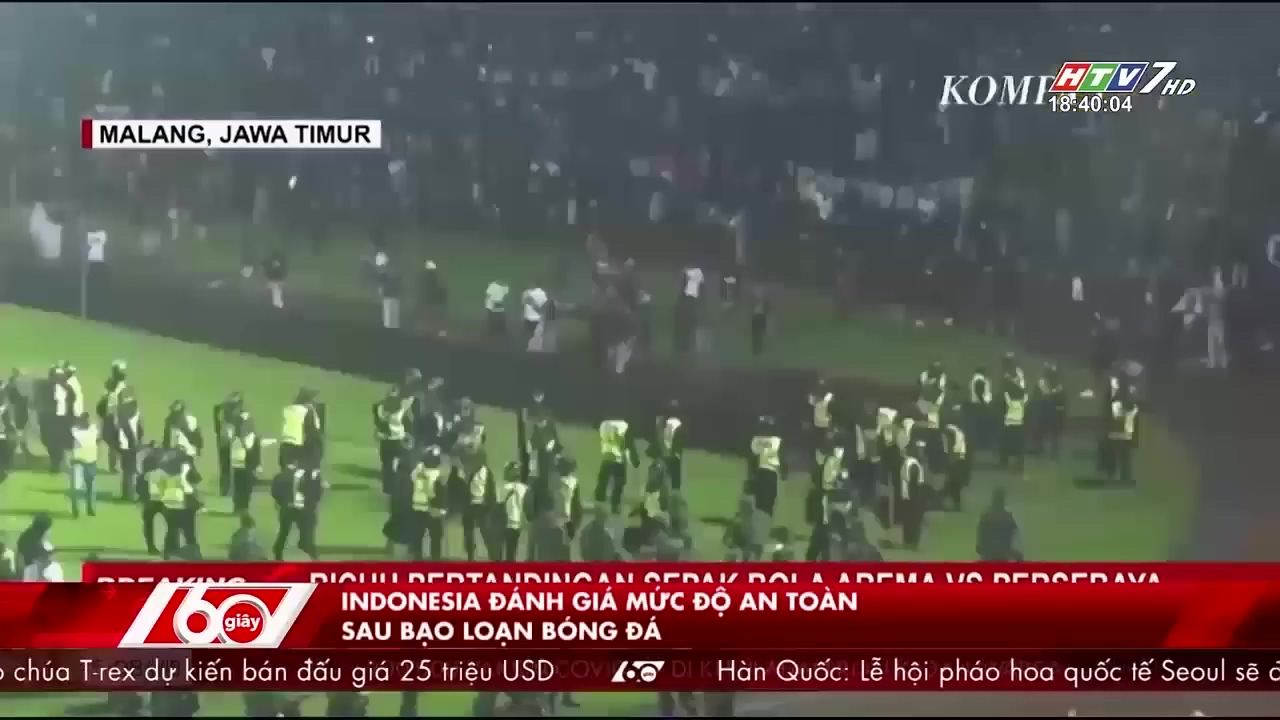 KOMPAS
HTV7 HD
18:40:04
MALANG, JAWA TIMUR
BREAKING
RICUH PERTANDINGAN SEPAK BOLA AREMA VS PERSEBAYA
60 giây
INDONESIA ĐÁNH GIÁ MỨC ĐỘ AN TOÀN
SAU BẠO LOẠN BÓNG ĐÁ
chúa T-rex dự kiến bán đấu giá 25 triệu USD 60 Hàn Quốc: Lễ hội pháo hoa quốc tế Seoul sẽ